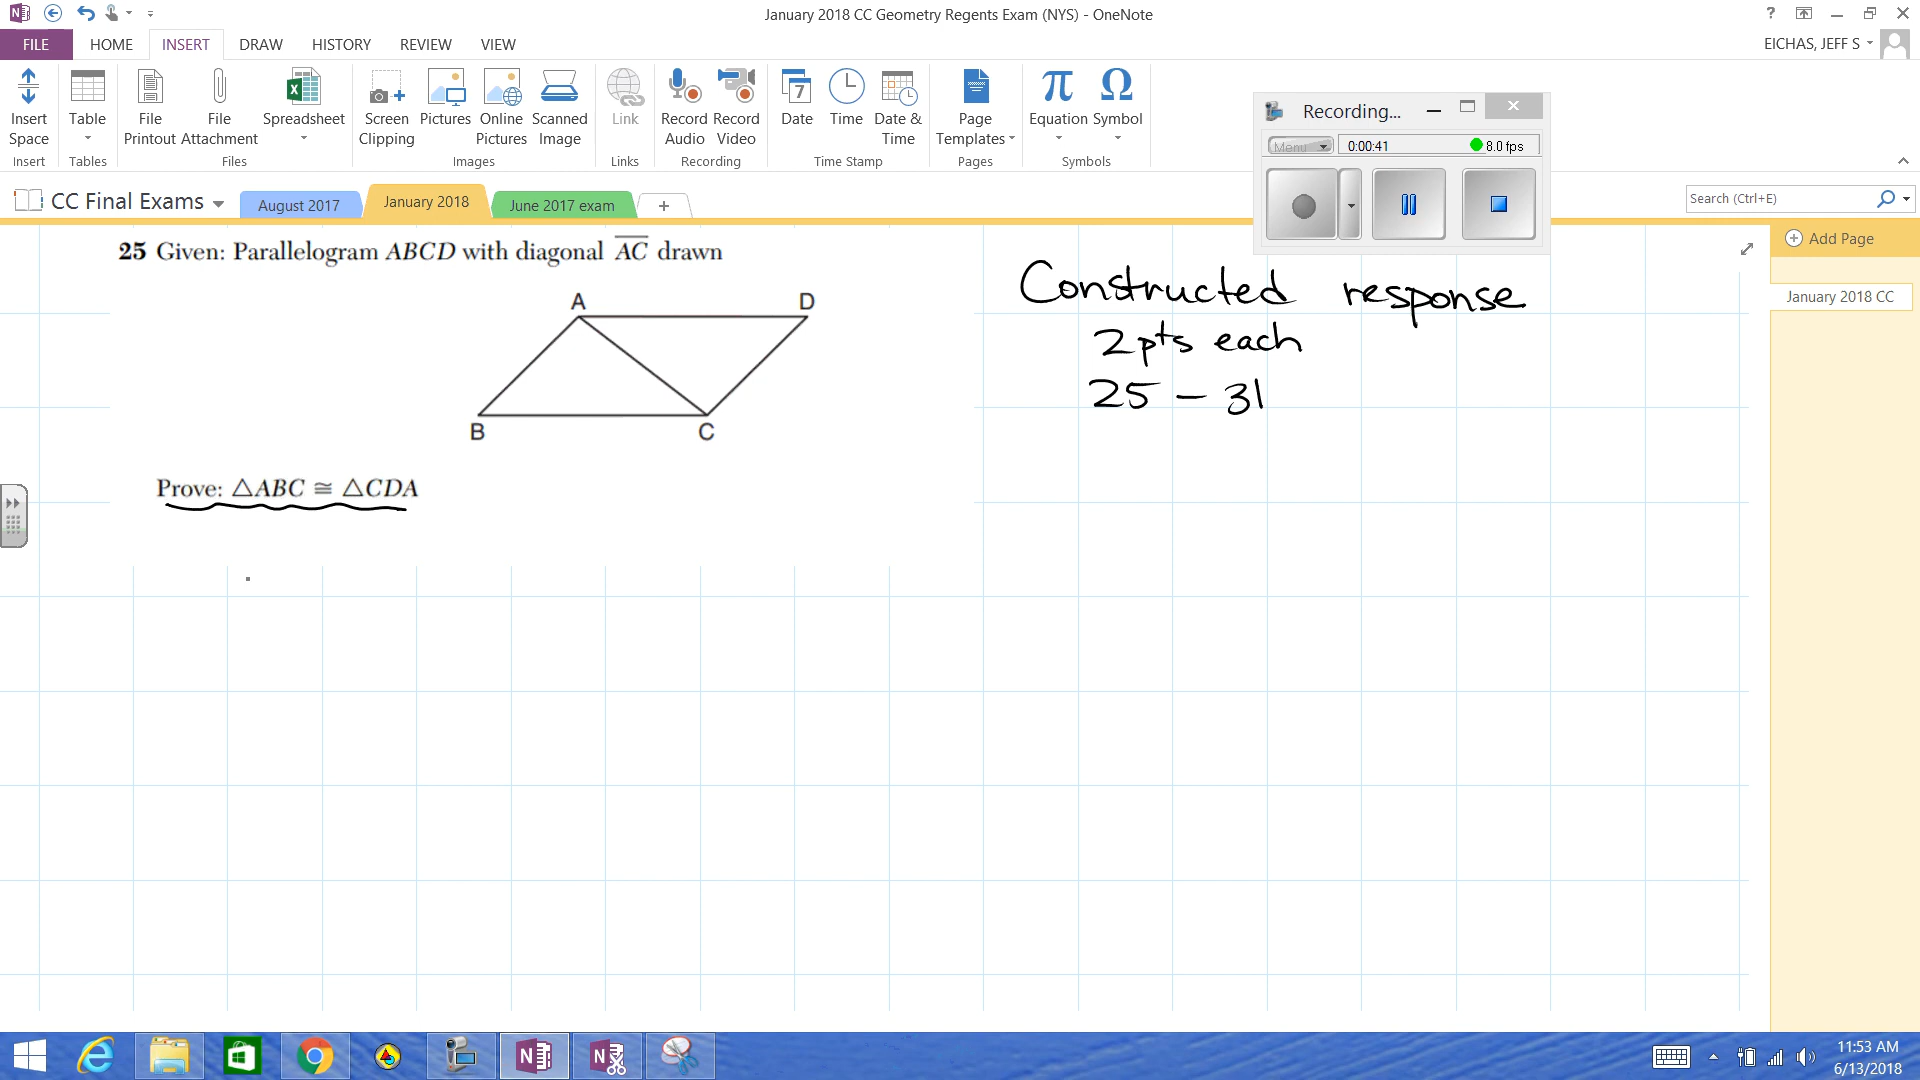 January 2018 CC Geometry Regents Exam (NYS) - OneNote
?
FILE HOME INSERT DRAW HISTORY REVIEW VIEW
EICHAS, JEFF S
Insert Space
Table
File Printout
File Attachment
Spreadsheet
Screen Clipping
Pictures
Online Pictures
Scanned Image
Link
Record Audio
Record Video
Date
Time
Date & Time
Page Templates
π Equation
Ω Symbol
Insert Tables Files Images Links Recording Time Stamp Pages Symbols
Recording...
Menu 0:00:41 8.0 fps
CC Final Exams August 2017 January 2018 June 2017 exam +
Search (Ctrl+E)
Add Page
January 2018 CC
25 Given: Parallelogram ABCD with diagonal A͞C͞ drawn
A D
B C
Prove: △ABC ≅ △CDA
Constructed response
2pts each
25 – 31
11:53 AM
6/13/2018